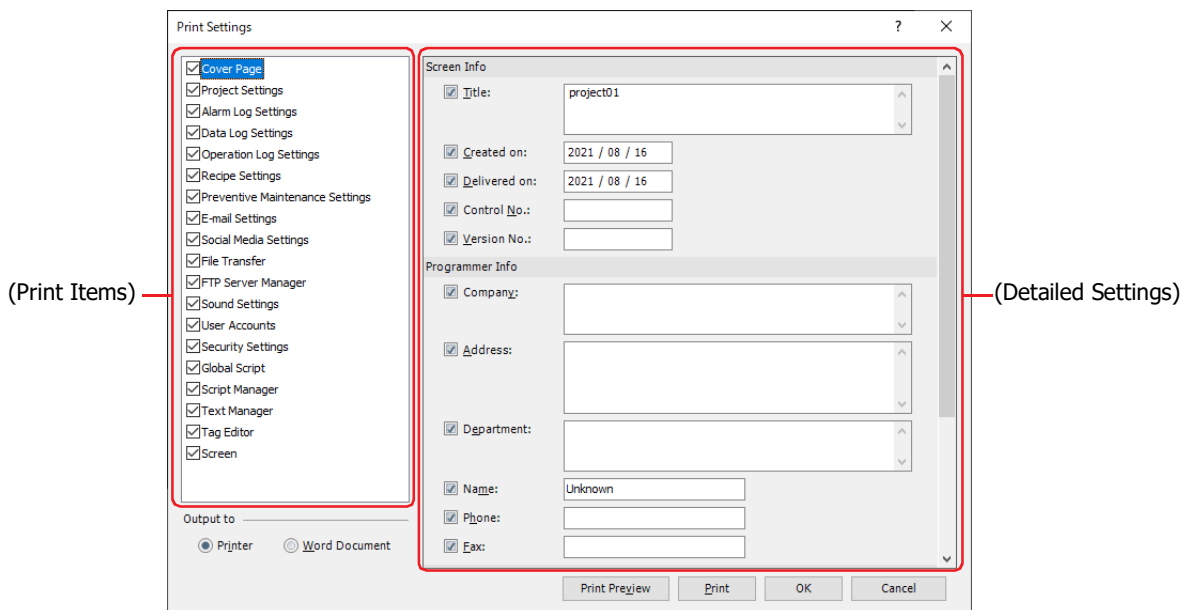 Print Settings
?
Cover Page
Project Settings
Alarm Log Settings
Data Log Settings
Operation Log Settings
Recipe Settings
Preventive Maintenance Settings
E-mail Settings
Social Media Settings
File Transfer
FTP Server Manager
Sound Settings
User Accounts
Security Settings
Global Script
Script Manager
Text Manager
Tag Editor
Screen
(Print Items)
Output to
Printer
Word Document
Screen Info
Title: project01
Created on: 2021 / 08 / 16
Delivered on: 2021 / 08 / 16
Control No.:
Version No.:
Programmer Info
Company:
Address:
Department:
Name: Unknown
Phone:
Fax:
(Detailed Settings)
Print Preview Print OK Cancel